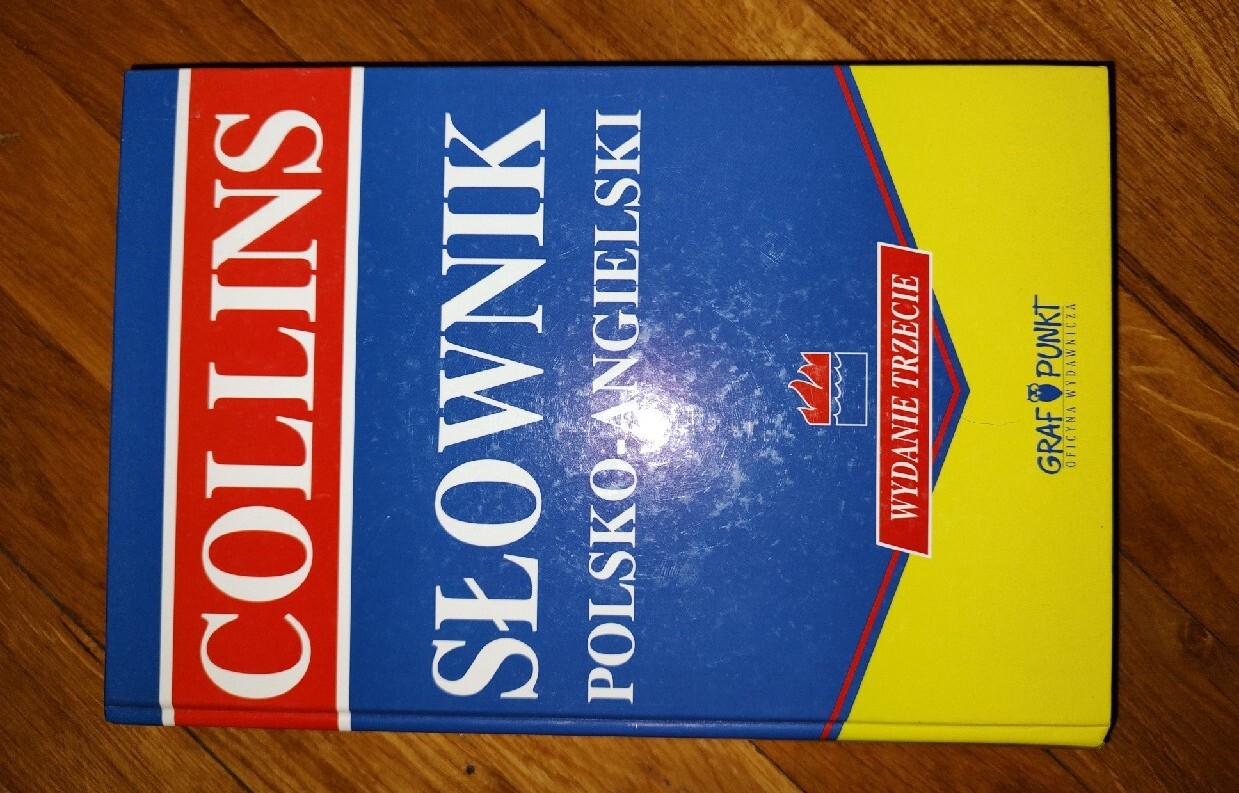 COLLINS
SŁOWNIK
POLSKO-ANGIELSKI
WYDANIE TRZECIE
GRAF PUNKT
OFICYNA WYDAWNICZA